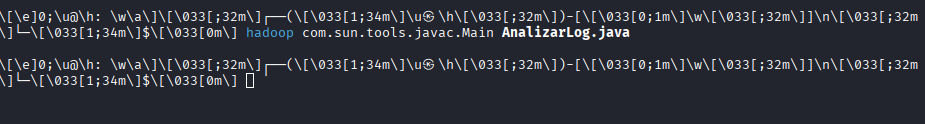 \[\e]0;\u@\h: \w\a\]\[\033[;32m\]┌──(\[\033[1;34m\]\u㉿\h\[\033[;32m\])-[\[\033[0;1m\]\w\[\033[;32m\]]\n\[\033[;32m
\]└─\[\033[1;34m\]$\[\033[0m\] hadoop com.sun.tools.javac.Main AnalizarLog.java
\[\e]0;\u@\h: \w\a\]\[\033[;32m\]┌──(\[\033[1;34m\]\u㉿\h\[\033[;32m\])-[\[\033[0;1m\]\w\[\033[;32m\]]\n\[\033[;32m
\]└─\[\033[1;34m\]$\[\033[0m\]